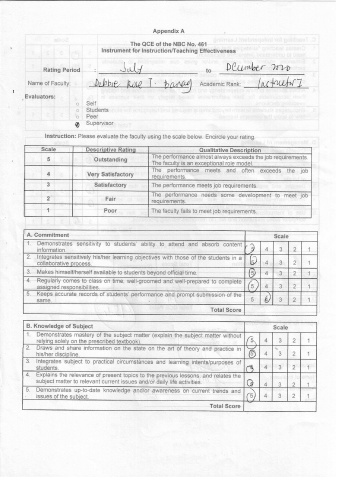 Appendix A
The QCE of the NBC No. 461
Instrument for Instruction/Teaching Effectiveness
Rating Period : July to December 2020
Name of Faculty: Debbie Rose T. Academic Rank: Instructor I
Evaluators:
Self
Students
Peer
Supervisor
Instruction: Please evaluate the faculty using the scale below. Encircle your rating.
Scale Descriptive Rating Qualitative Description
5 Outstanding The performance almost always exceeds the job requirements. The faculty is an exceptional role model.
4 Very Satisfactory The performance meets and often exceeds the job requirements.
3 Satisfactory The performance meets job requirements.
2 Fair The performance needs some development to meet job requirements.
1 Poor The faculty fails to meet job requirements.
A. Commitment Scale
1. Demonstrates sensitivity to students' ability to attend and absorb content information. 5 4 3 2 1
2. Integrates sensitively his/her learning objectives with those of the students in a collaborative process. 5 4 3 2 1
3. Makes himself/herself available to students beyond official time. 5 4 3 2 1
4. Regularly comes to class on time, well-groomed and well-prepared to complete assigned responsibilities. 5 4 3 2 1
5. Keeps accurate records of students' performance and prompt submission of the same. 5 4 3 2 1
Total Score
B. Knowledge of Subject Scale
1. Demonstrates mastery of the subject matter (explain the subject matter without relying solely on the prescribed textbook). 5 4 3 2 1
2. Draws and share information on the state on the art of theory and practice in his/her discipline. 5 4 3 2 1
3. Integrates subject to practical circumstances and learning intents/purposes of students. 5 4 3 2 1
4. Explains the relevance of present topics to the previous lessons, and relates the subject matter to relevant current issues and/or daily life activities. 5 4 3 2 1
5. Demonstrates up-to-date knowledge and/or awareness on current trends and issues of the subject. 5 4 3 2 1
Total Score